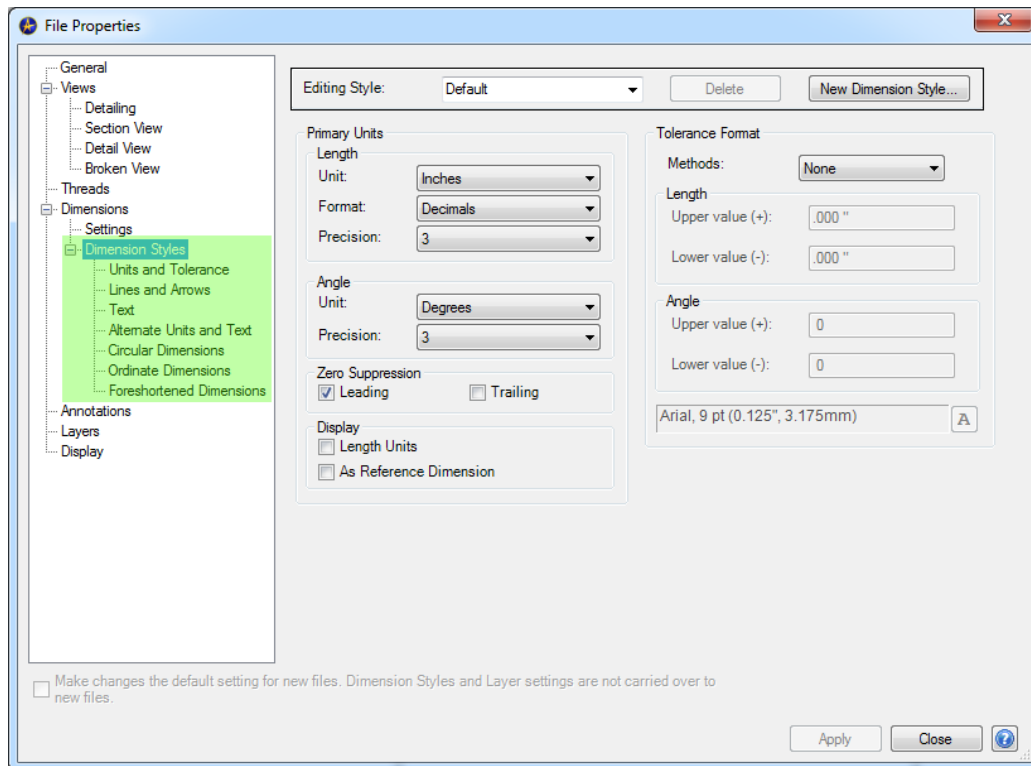 File Properties
General
Views
Detailing
Section View
Detail View
Broken View
Threads
Dimensions
Settings
Dimension Styles
Units and Tolerance
Lines and Arrows
Text
Alternate Units and Text
Circular Dimensions
Ordinate Dimensions
Foreshortened Dimensions
Annotations
Layers
Display
Editing Style: Default Delete New Dimension Style...
Primary Units
Length
Unit: Inches
Format: Decimals
Precision: 3
Angle
Unit: Degrees
Precision: 3
Zero Suppression
Leading Trailing
Display
Length Units
As Reference Dimension
Tolerance Format
Methods: None
Length
Upper value (+): .000 "
Lower value (-): .000 "
Angle
Upper value (+): 0
Lower value (-): 0
Arial, 9 pt (0.125", 3.175mm) A
Make changes the default setting for new files. Dimension Styles and Layer settings are not carried over to
new files.
Apply Close ?